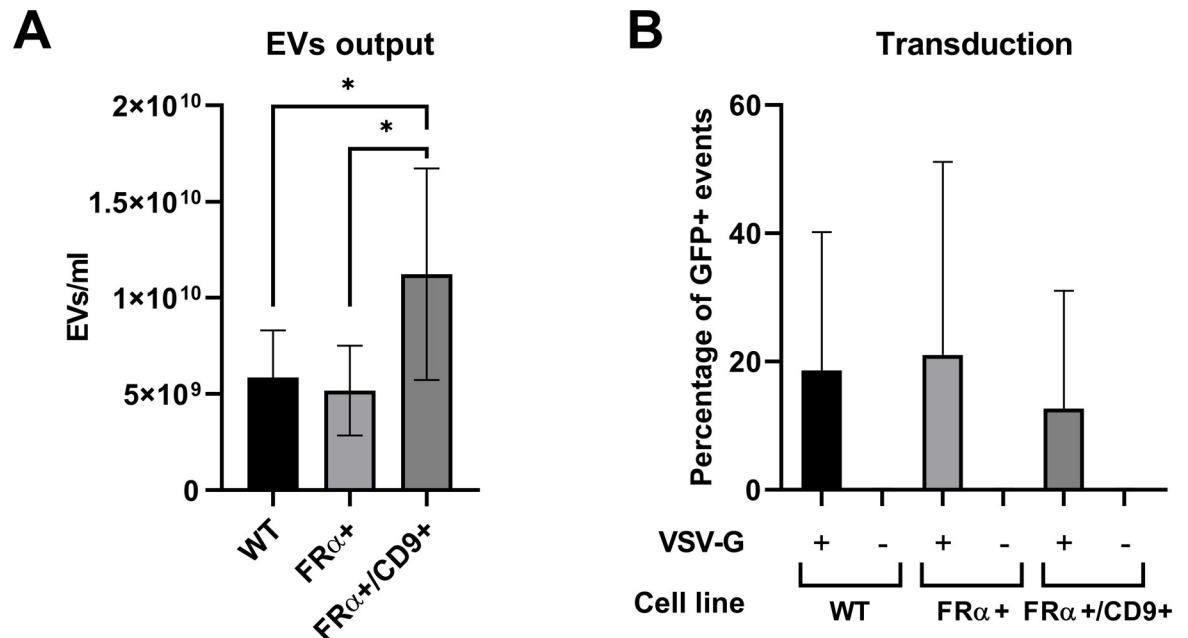 A
EVs output
EVs/ml
2×10¹⁰
1.5×10¹⁰
1×10¹⁰
5×10⁹
0
*
*
WT
FRα+
FRα+/CD9+
B
Transduction
Percentage of GFP+ events
60
40
20
0
VSV-G + - + - + -
Cell line WT FRα+ FRα+/CD9+